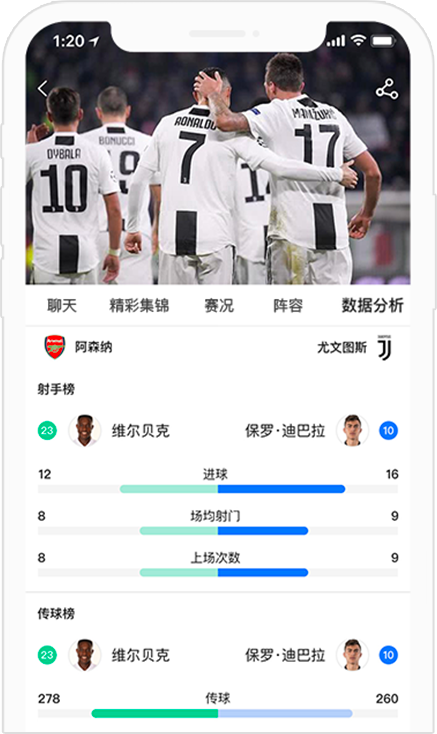 1:20
DYBALA
10
BONUCCI
9
RONALDO
7
MANDŽUKIĆ
17
聊天 精彩集锦 赛况 阵容 数据分析
Arsenal 阿森纳 尤文图斯
射手榜
23 维尔贝克 保罗·迪巴拉 10
12 进球 16
8 场均射门 9
8 上场次数 9
传球榜
23 维尔贝克 保罗·迪巴拉 10
278 传球 260